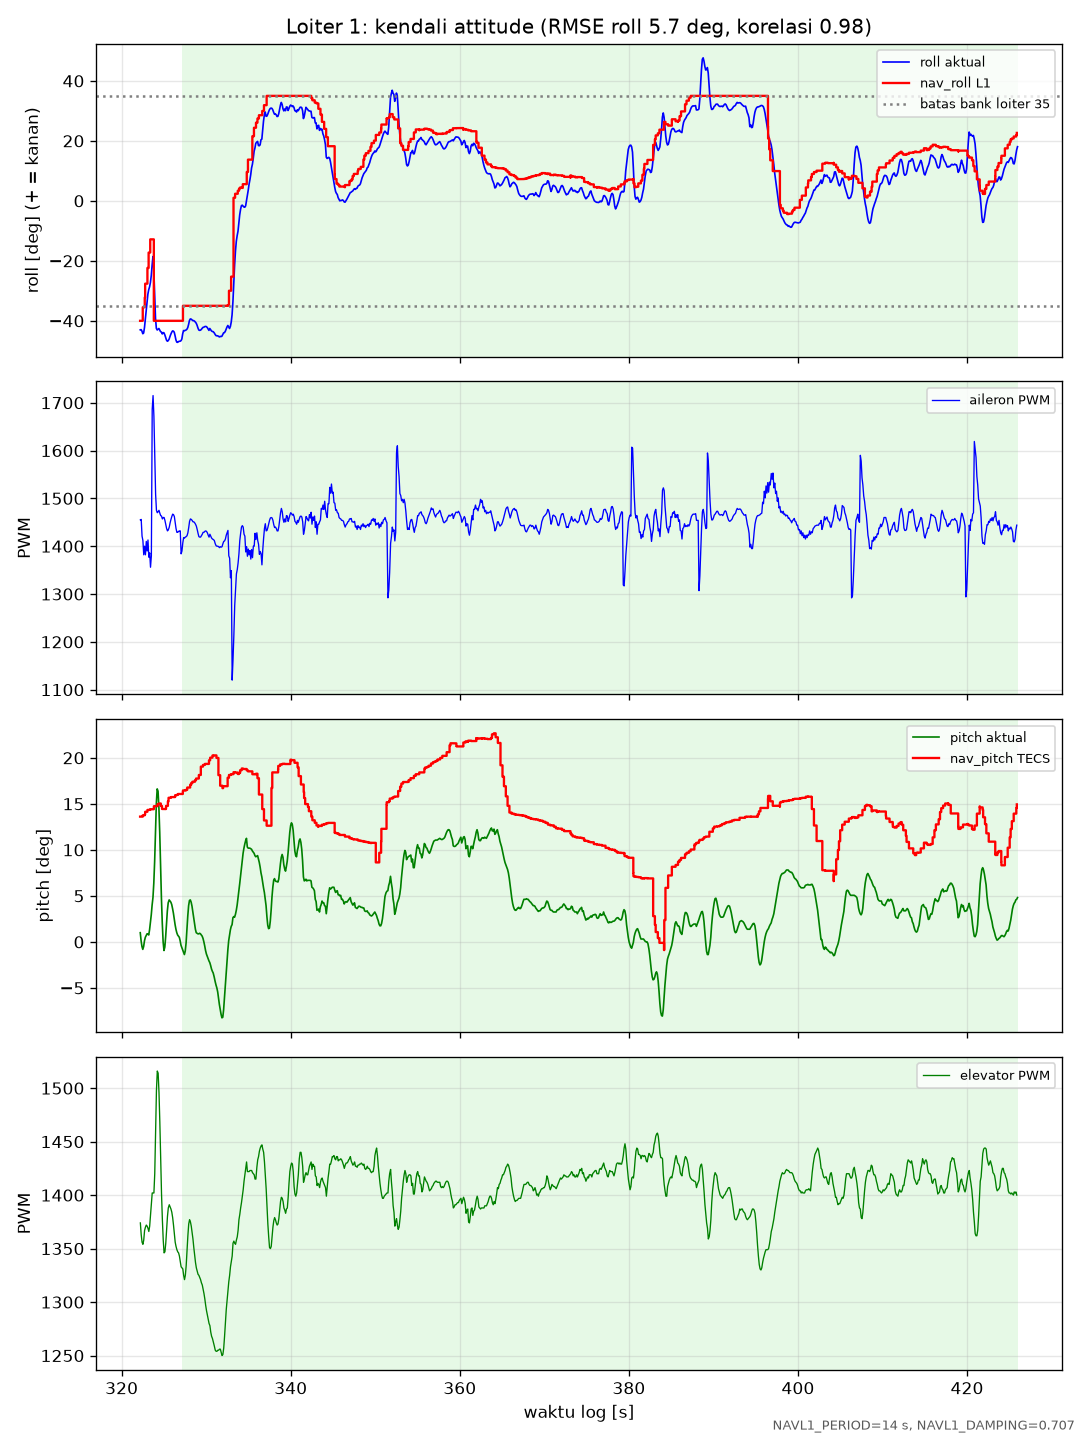 Loiter 1: kendali attitude (RMSE roll 5.7 deg, korelasi 0.98)
roll aktual
nav_roll L1
batas bank loiter 35
roll [deg] (+ = kanan)
40
20
0
−20
−40
aileron PWM
PWM
1700
1600
1500
1400
1300
1200
1100
pitch aktual
nav_pitch TECS
pitch [deg]
20
15
10
5
0
−5
elevator PWM
PWM
1500
1450
1400
1350
1300
1250
320 340 360 380 400 420
waktu log [s]
NAVL1_PERIOD=14 s, NAVL1_DAMPING=0.707